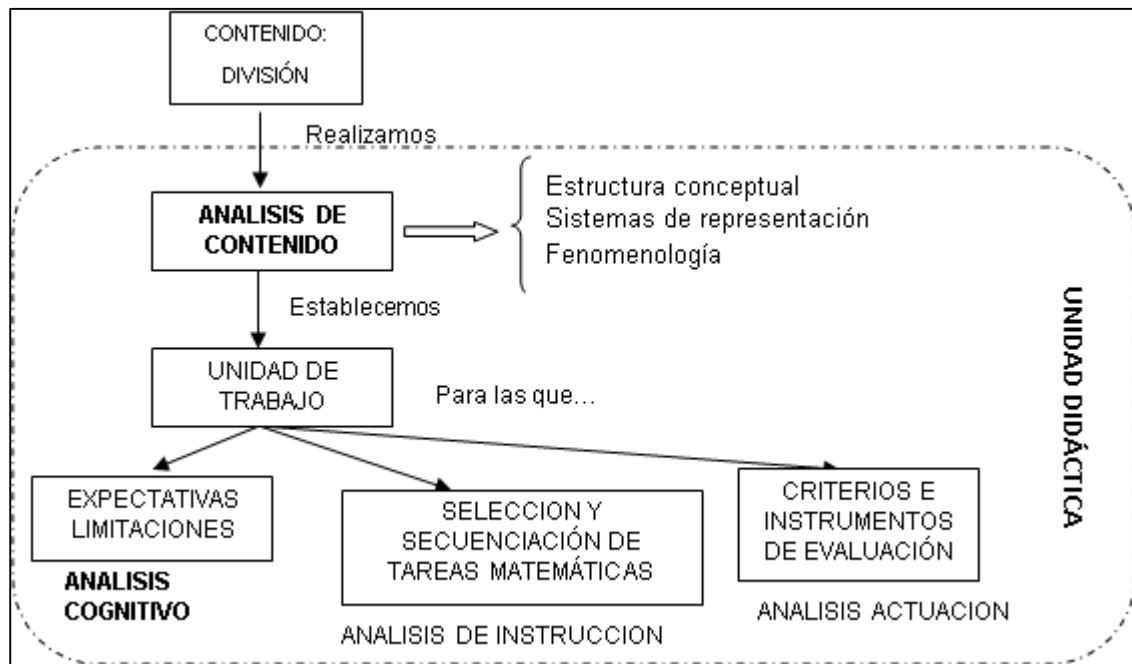 CONTENIDO:
DIVISIÓN
Realizamos
ANALISIS DE
CONTENIDO
Estructura conceptual
Sistemas de representación
Fenomenología
Establecemos
UNIDAD DE
TRABAJO
Para las que...
EXPECTATIVAS
LIMITACIONES
ANALISIS
COGNITIVO
SELECCION Y
SECUENCIACIÓN DE
TAREAS MATEMÁTICAS
ANALISIS DE INSTRUCCION
CRITERIOS E
INSTRUMENTOS
DE EVALUACIÓN
ANALISIS ACTUACION
UNIDAD DIDÁCTICA